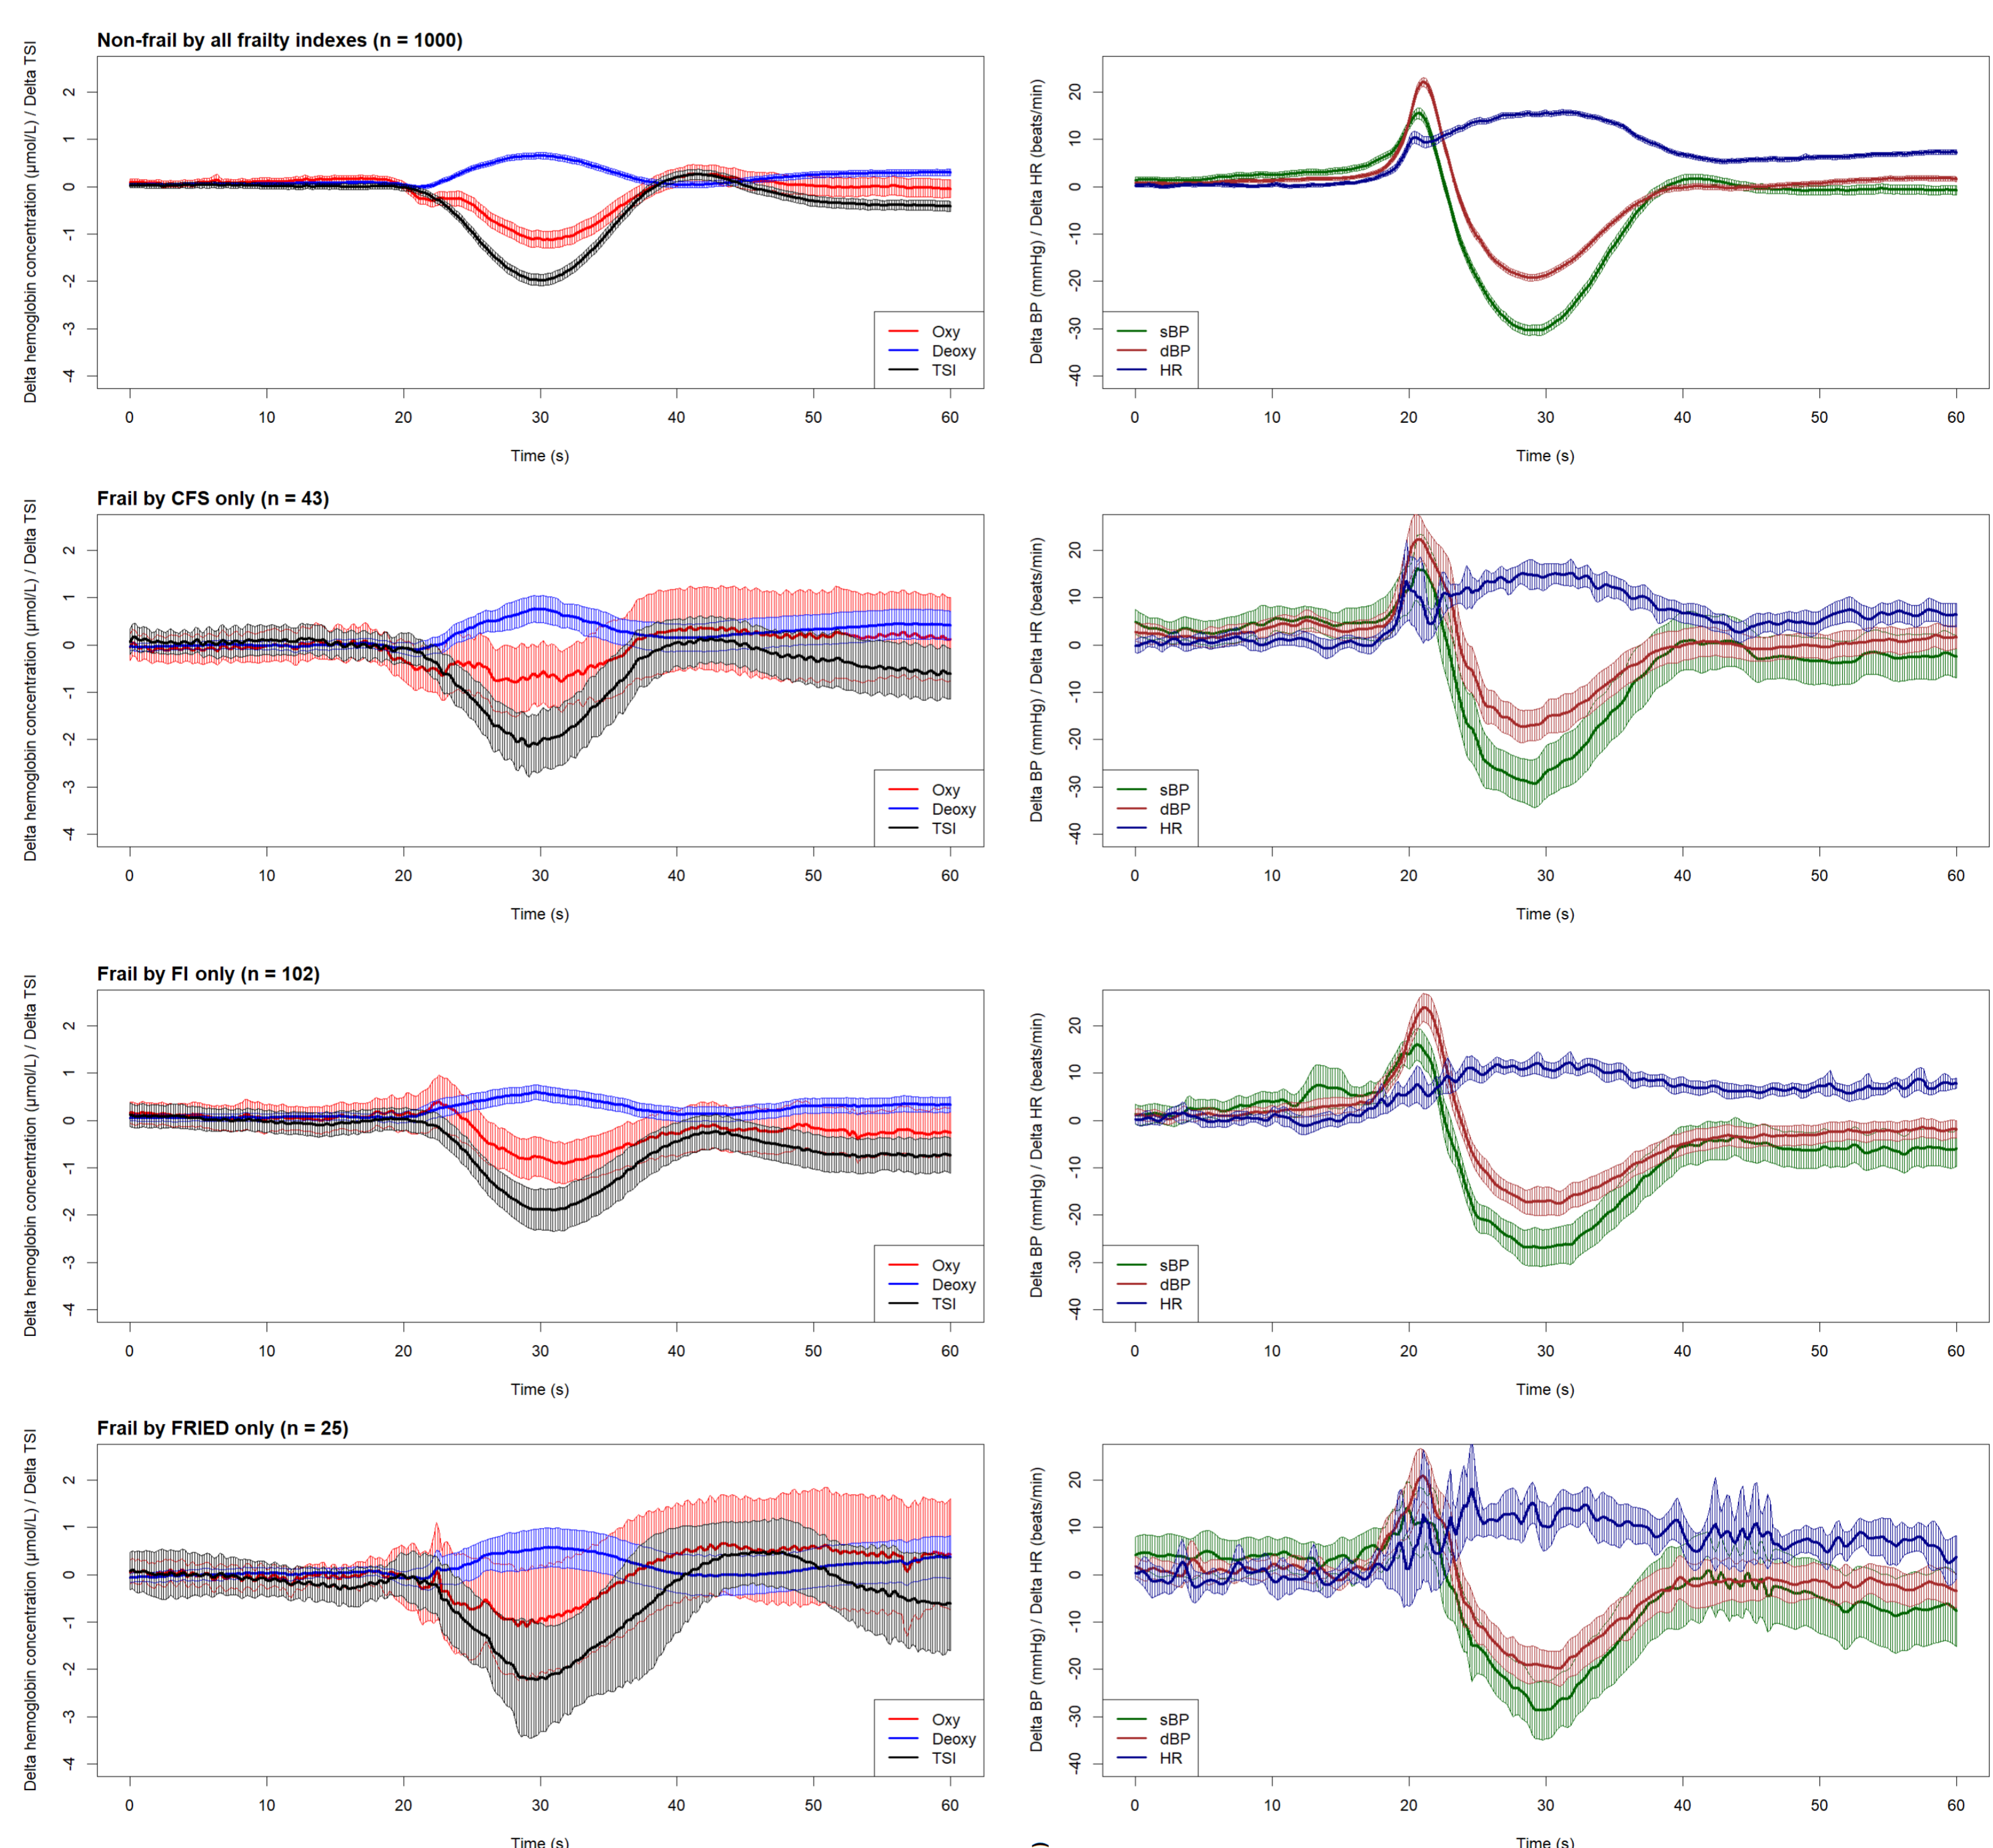 Non-frail by all frailty indexes (n = 1000)
Delta hemoglobin concentration (µmol/L) / Delta TSI
2
1
0
-1
-2
-3
-4
Oxy
Deoxy
TSI
0 10 20 30 40 50 60
Time (s)
Delta BP (mmHg) / Delta HR (beats/min)
20
10
0
-10
-20
-30
-40
sBP
dBP
HR
0 10 20 30 40 50 60
Time (s)
Frail by CFS only (n = 43)
Delta hemoglobin concentration (µmol/L) / Delta TSI
2
1
0
-1
-2
-3
-4
Oxy
Deoxy
TSI
0 10 20 30 40 50 60
Time (s)
Delta BP (mmHg) / Delta HR (beats/min)
20
10
0
-10
-20
-30
-40
sBP
dBP
HR
0 10 20 30 40 50 60
Time (s)
Frail by FI only (n = 102)
Delta hemoglobin concentration (µmol/L) / Delta TSI
2
1
0
-1
-2
-3
-4
Oxy
Deoxy
TSI
0 10 20 30 40 50 60
Time (s)
Delta BP (mmHg) / Delta HR (beats/min)
20
10
0
-10
-20
-30
-40
sBP
dBP
HR
0 10 20 30 40 50 60
Time (s)
Frail by FRIED only (n = 25)
Delta hemoglobin concentration (µmol/L) / Delta TSI
2
1
0
-1
-2
-3
-4
Oxy
Deoxy
TSI
0 10 20 30 40 50 60
Time (s)
Delta BP (mmHg) / Delta HR (beats/min)
20
10
0
-10
-20
-30
-40
sBP
dBP
HR
0 10 20 30 40 50 60
Time (s)
)